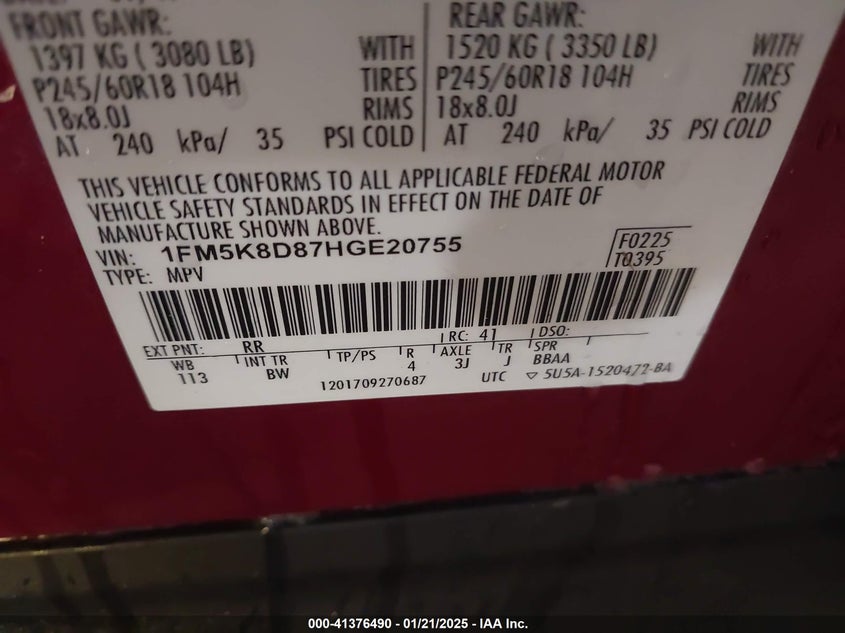 FRONT GAWR: REAR GAWR:
1397 KG ( 3080 LB) WITH 1520 KG ( 3350 LB) WITH
P245/60R18 104H TIRES P245/60R18 104H TIRES
18x8.0J RIMS 18x8.0J RIMS
AT 240 kPa/ 35 PSI COLD AT 240 kPa/ 35 PSI COLD
THIS VEHICLE CONFORMS TO ALL APPLICABLE FEDERAL MOTOR
VEHICLE SAFETY STANDARDS IN EFFECT ON THE DATE OF
MANUFACTURE SHOWN ABOVE.
VIN: 1FM5K8D87HGE20755 F0225
TYPE: MPV T0395
EXT PNT: RR RC: 41 DSO:
WB INT TR TP/PS R AXLE TR SPR
113 BW 4 3J J BBAA
1201709270687 UTC ▽ 5U5A-1520472-BA
000-41376490 - 01/21/2025 - IAA Inc.